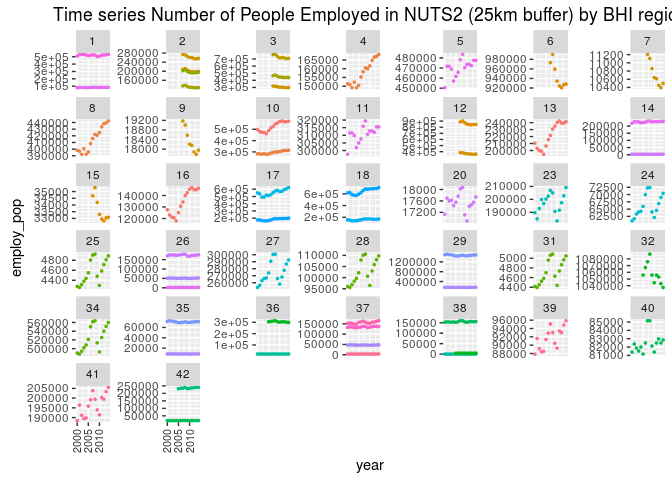 Time series Number of People Employed in NUTS2 (25km buffer) by BHI regio
1 2 3 4 5 6 7
5e+05 4e+05 3e+05 2e+05 1e+05
280000 240000 200000 160000
7e+05 6e+05 5e+05 4e+05 3e+05
165000 160000 155000 150000
480000 470000 460000 450000
980000 960000 940000 920000
11200 10800 10400
8 9 10 11 12 13 14
440000 430000 420000 410000 400000 390000
19200 18800 18400 18000
5e+05 4e+05 3e+05
320000 315000 310000 305000 300000
9e+05 8e+05 7e+05 6e+05 5e+05 4e+05
240000 230000 220000 210000 200000
200000 150000 100000 50000 0
15 16 17 18 20 23 24
35000 34500 34000 33500 33000
140000 130000 120000
6e+05 5e+05 4e+05 3e+05 2e+05
6e+05 4e+05 2e+05
18000 17600 17200
210000 200000 190000
72500 70000 67500 65000 62500
25 26 27 28 29 31 32
4800 4600 4400
150000 100000 50000 0
300000 290000 280000 270000 260000
110000 105000 100000 95000
1200000 800000 400000
5000 4800 4600 4400
1080000 1070000 1060000 1050000 1040000
34 35 36 37 38 39 40
560000 540000 520000 500000
60000 40000 20000
3e+05 2e+05 1e+05
150000 100000 50000 0
150000 100000 50000 0
96000 94000 92000 90000 88000
85000 84000 83000 82000 81000
41 42
205000 200000 195000 190000
250000 200000 150000 100000 50000
2000 2005 2010
2000 2005 2010
employ_pop
year